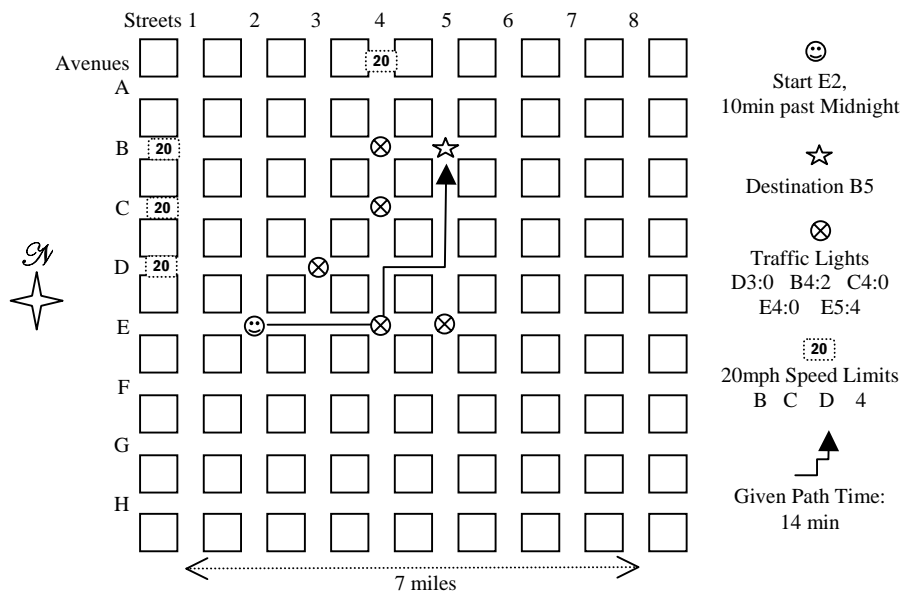 Streets 1 2 3 4 5 6 7 8
Avenues
20
A
B
20
C
20
D
20
E
F
G
H
N
7 miles
Start E2,
10min past Midnight
Destination B5
Traffic Lights
D3:0 B4:2 C4:0
E4:0 E5:4
20
20mph Speed Limits
B C D 4
Given Path Time:
14 min